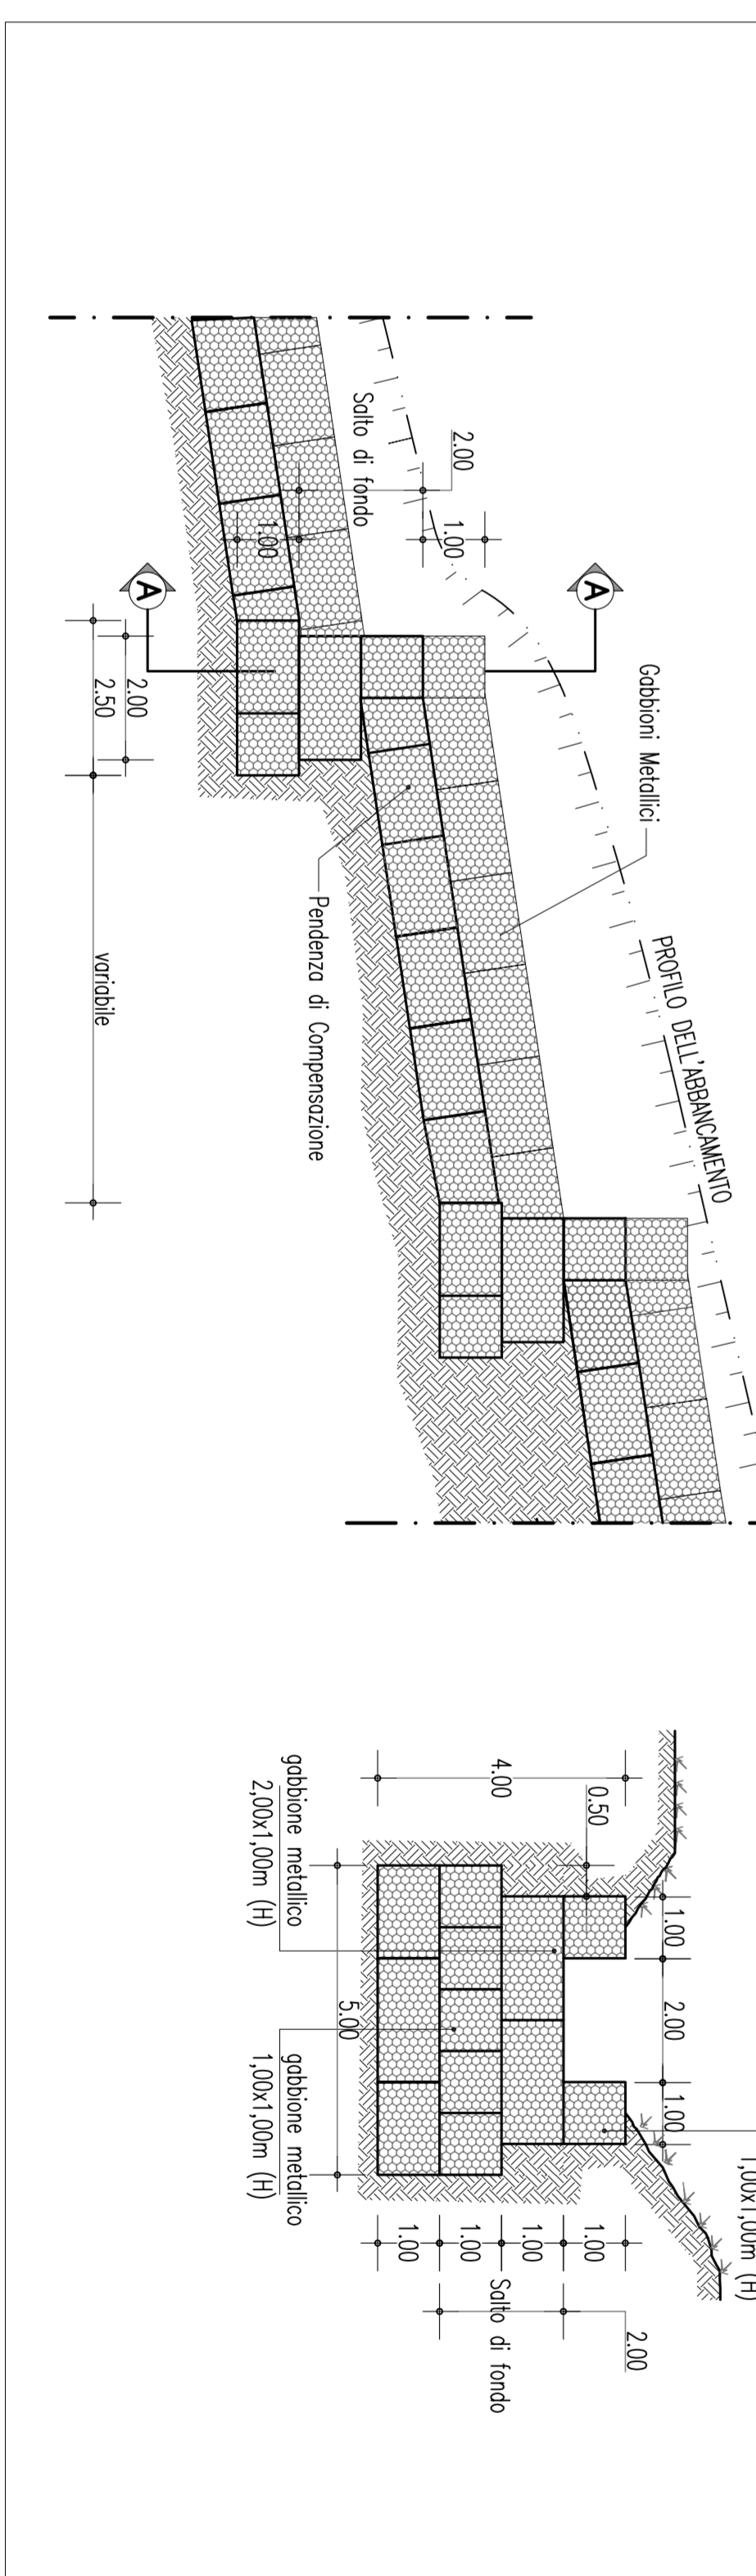 PROFILO DELL'ABBANCAMENTO
Gabbioni Metallici
2.00
1.00
Salto di fondo
1.00
A
A
Pendenza di Compensazione
2.00
2.50
variabile
1,00x1,00m (H)
1.00
2.00
1.00
0.50
4.00
5.00
1.00
1.00
1.00
1.00
Salto di fondo
2.00
gabbione metallico
2,00x1,00m (H)
gabbione metallico
1,00x1,00m (H)